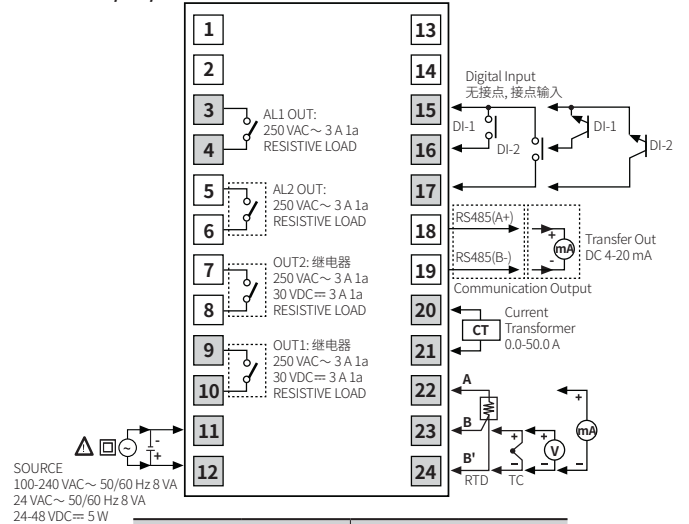 1
2
3
4
5
6
7
8
9
10
11
12
13
14
15
16
17
18
19
20
21
22
23
24
AL1 OUT:
250 VAC～ 3 A 1a
RESISTIVE LOAD
AL2 OUT:
250 VAC～ 3 A 1a
RESISTIVE LOAD
OUT2: 继电器
250 VAC～ 3 A 1a
30 VDC⎓ 3 A 1a
RESISTIVE LOAD
OUT1: 继电器
250 VAC～ 3 A 1a
30 VDC⎓ 3 A 1a
RESISTIVE LOAD
- +
SOURCE
100-240 VAC～ 50/60 Hz 8 VA
24 VAC～ 50/60 Hz 8 VA
24-48 VDC⎓ 5 W
Digital Input
无接点, 接点输入
DI-1
DI-2
DI-1
DI-2
RS485(A+)
RS485(B-)
+ mA -
Transfer Out
DC 4-20 mA
Communication Output
CT
Current
Transformer
0.0-50.0 A
A
B
B'
RTD
+ -
TC
+ V -
+ mA -